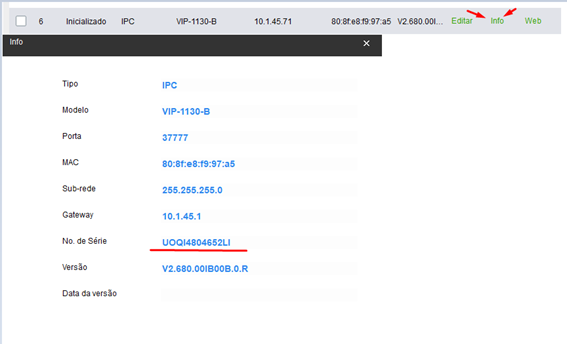 6 Inicializado IPC VIP-1130-B 10.1.45.71 80:8f:e8:f9:97:a5 V2.680.00I... Editar Info Web
Info ×
Tipo IPC
Modelo VIP-1130-B
Porta 37777
MAC 80:8f:e8:f9:97:a5
Sub-rede 255.255.255.0
Gateway 10.1.45.1
No. de Série UOQI4804652LI
Versão V2.680.00IB00B.0.R
Data da versão